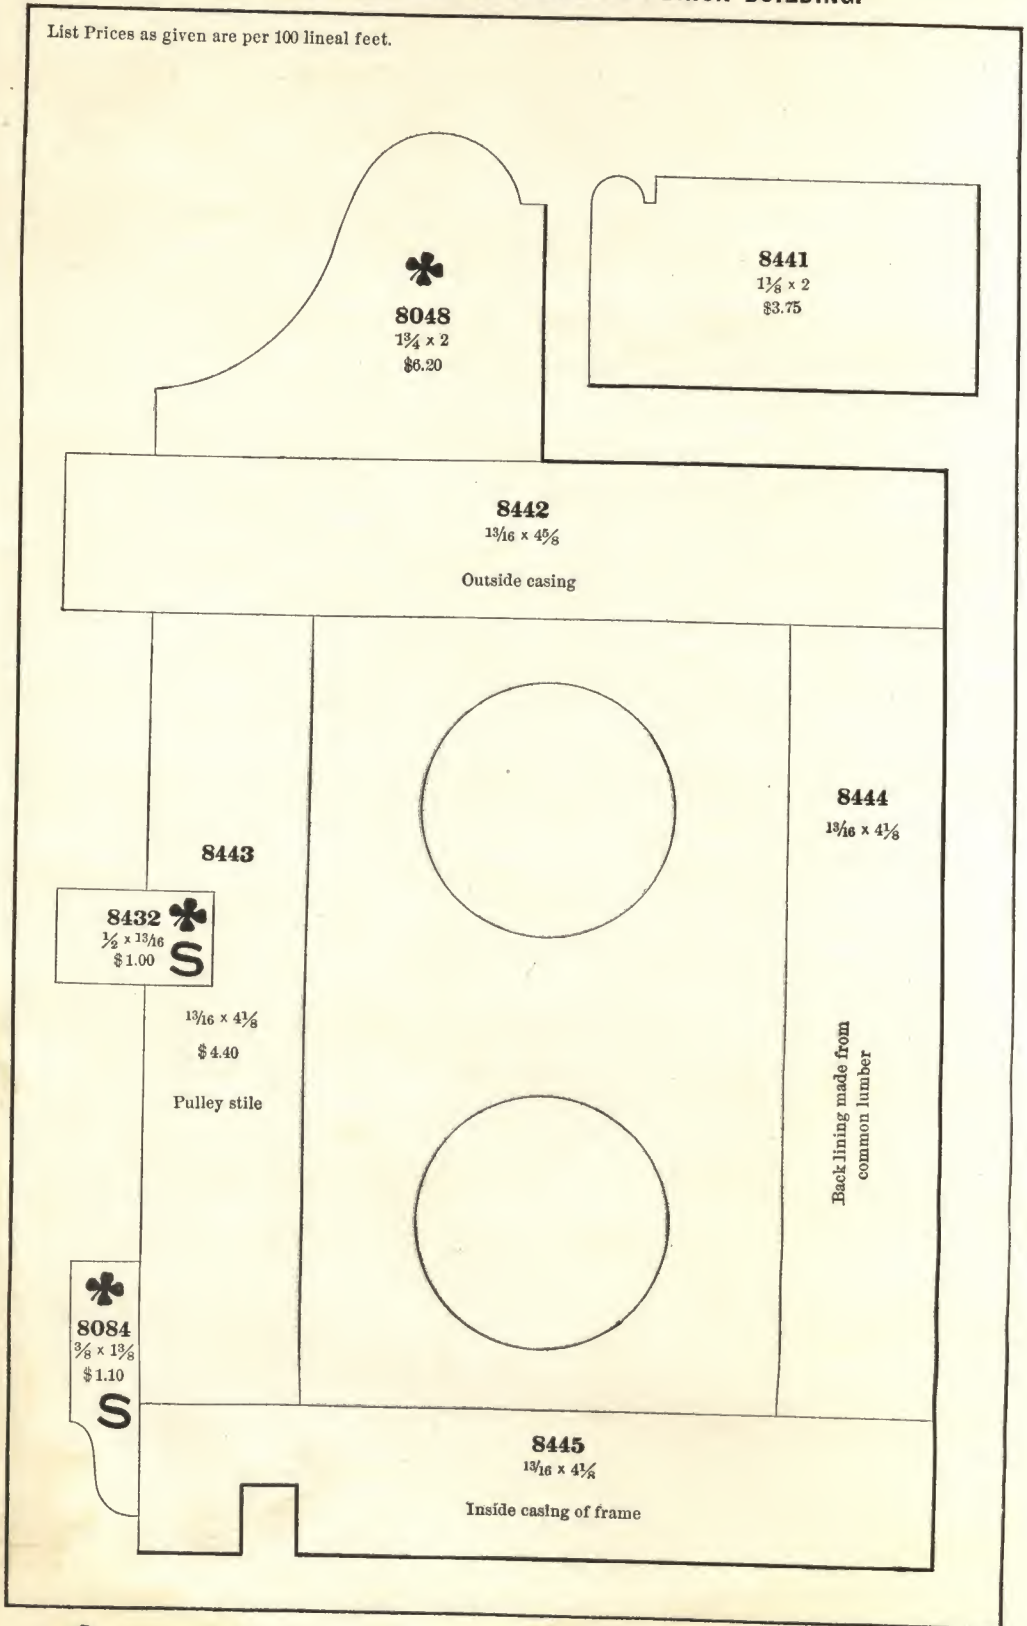 BUILDING.
List Prices as given are per 100 lineal feet.
8048
1¾ x 2
$6.20
8441
1⅛ x 2
$3.75
8442
13/16 x 4⅝
Outside casing
8443
13/16 x 4⅛
$4.40
Pulley stile
8432
½ x 13/16
$1.00
S
8444
13/16 x 4⅛
Back lining made from
common lumber
8084
⅜ x 1⅜
$1.10
S
8445
13/16 x 4⅛
Inside casing of frame